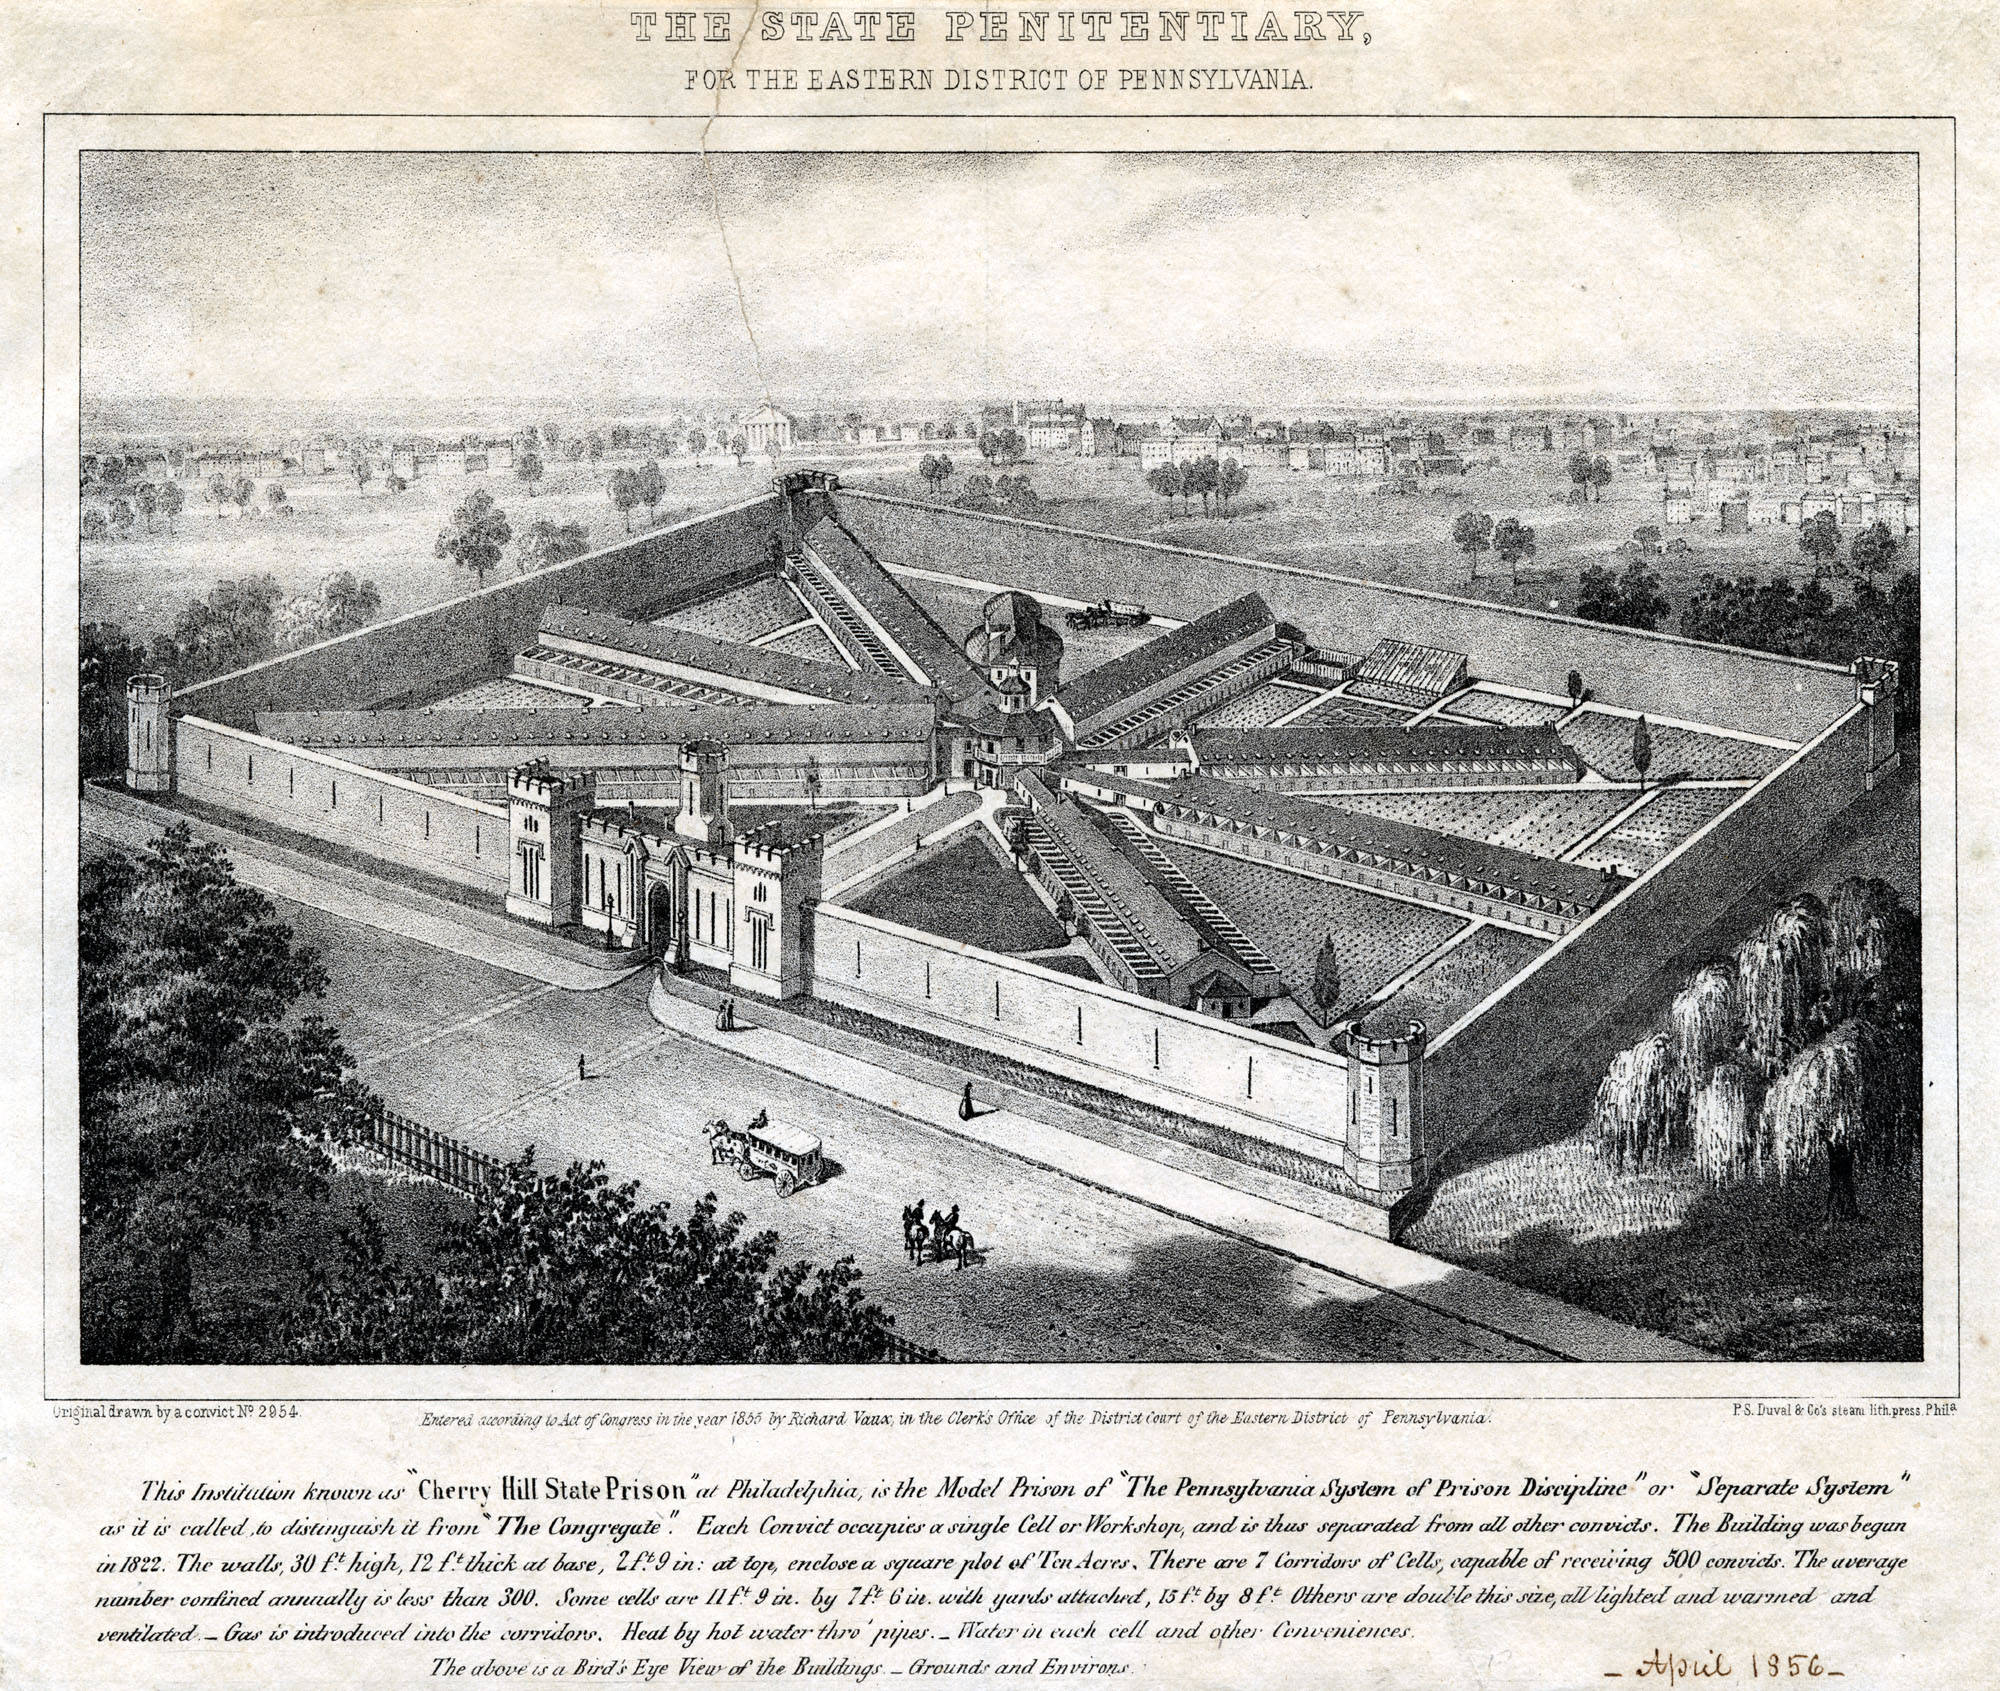 THE STATE PENITENTIARY,
FOR THE EASTERN DISTRICT OF PENNSYLVANIA.
Original drawn by a convict No. 2954.
Entered according to Act of Congress in the year 1855 by Richard Vaux, in the Clerk's Office of the District Court of the Eastern District of Pennsylvania.
P.S. Duval & Co's steam lith. press. Phila.
This Institution known as "Cherry Hill State Prison" at Philadelphia, is the Model Prison of "The Pennsylvania System of Prison Discipline" or "Separate System"
as it is called, to distinguish it from "The Congregate". Each Convict occupies a single Cell or Workshop, and is thus separated from all other convicts. The Building was begun
in 1822. The walls, 30 ft. high, 12 ft. thick at base, 2 ft. 9 in: at top, enclose a square plot of Ten Acres. There are 7 Corridors of Cells, capable of receiving 500 convicts. The average
number confined annually is less than 300. Some cells are 11 ft 9 in. by 7 ft 6 in. with yards attached, 15 ft. by 8 ft. Others are double this size, all lighted and warmed and
ventilated. _ Gas is introduced into the corridors. Heat by hot water thro' pipes. _ Water in each cell and other Conveniences.
The above is a Bird's Eye View of the Buildings. _ Grounds and Environs.
– April 1856 –